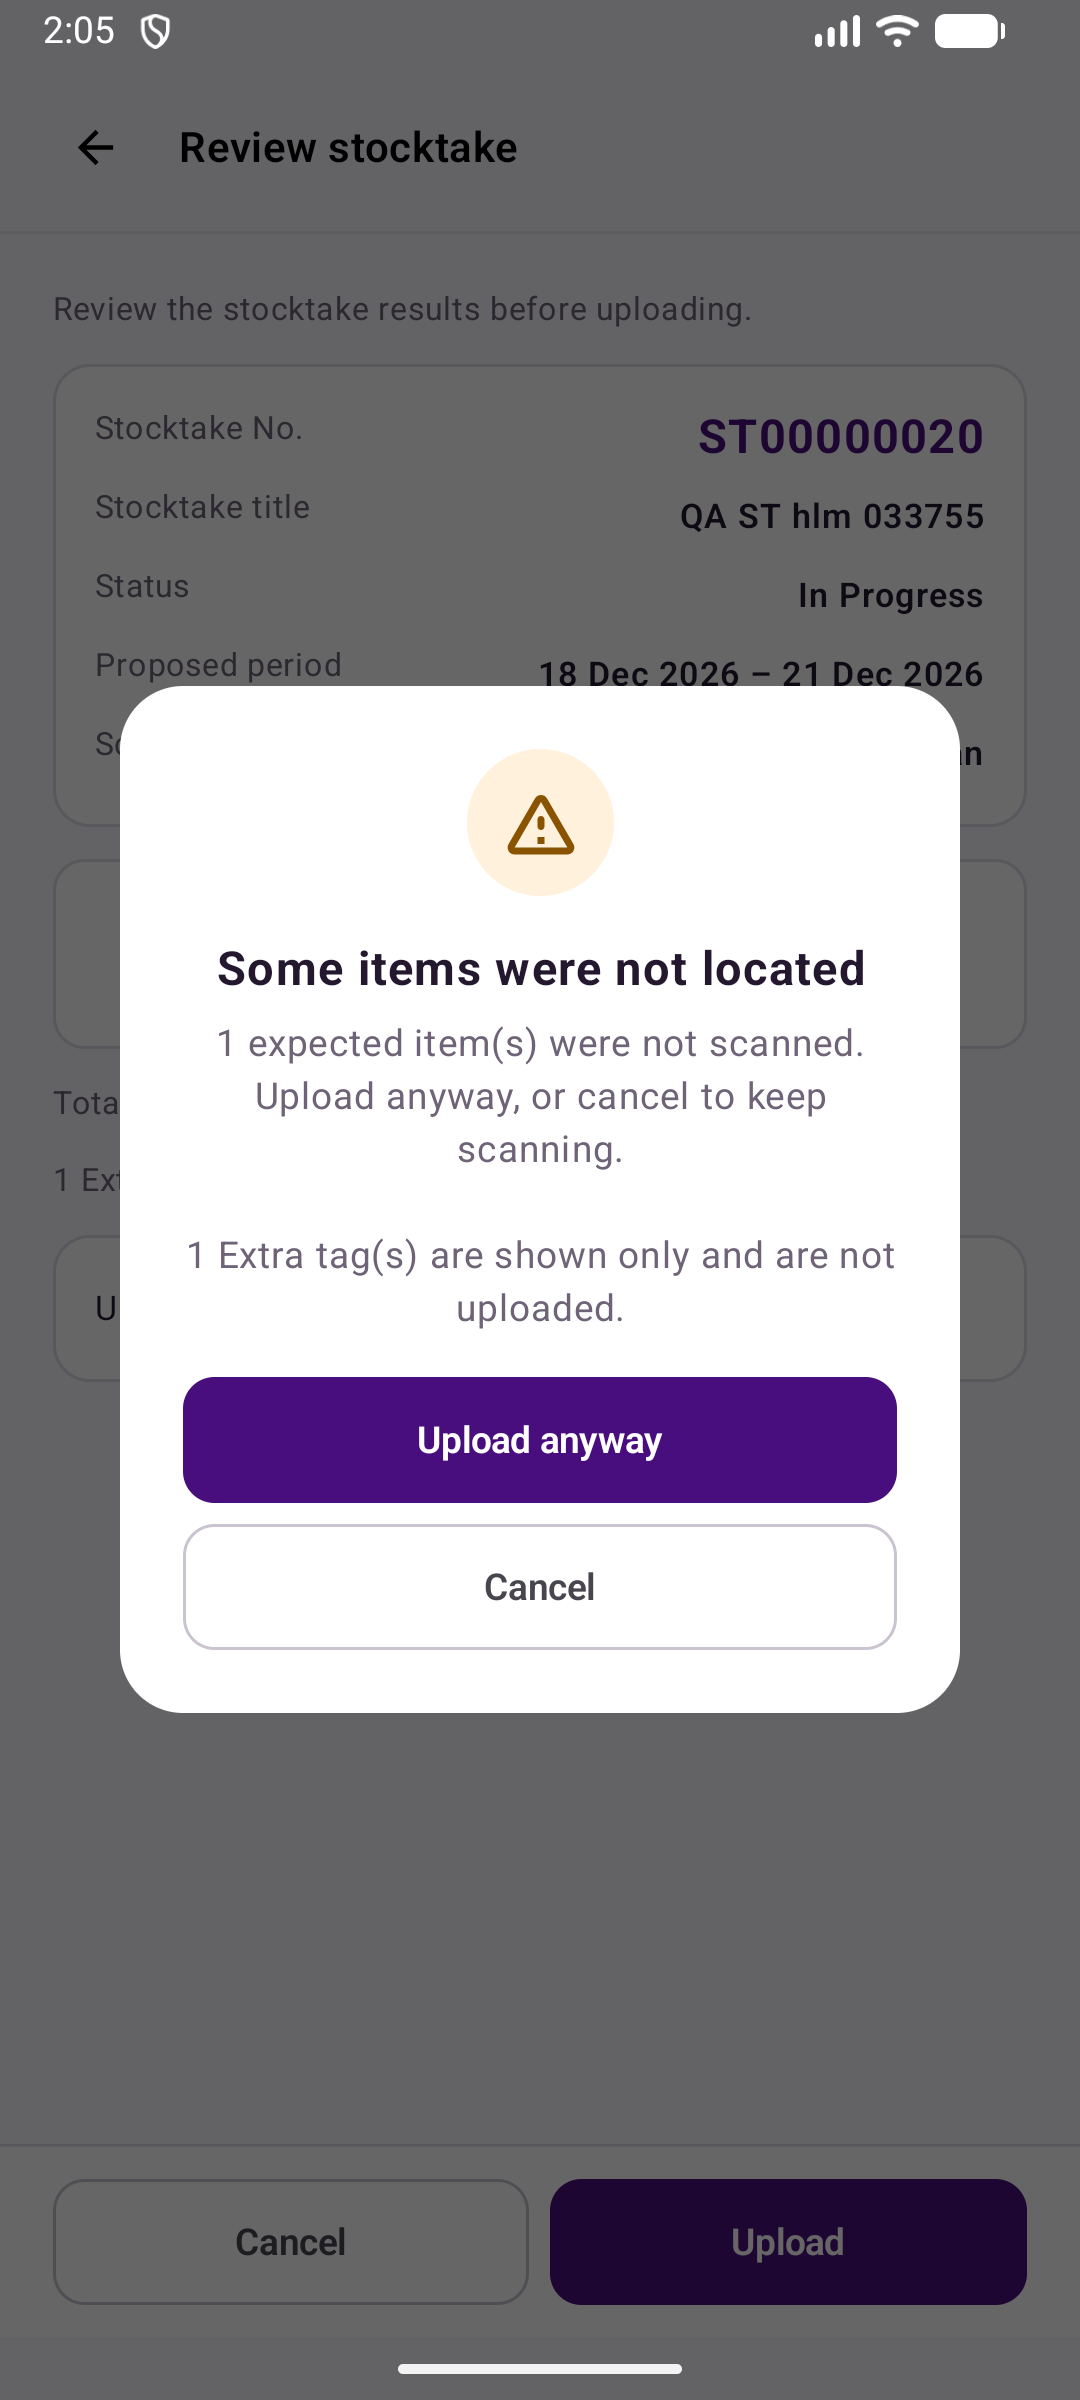 2:05
Review stocktake
Review the stocktake results before uploading.
Stocktake No.
ST00000020
Stocktake title
QA ST hlm 033755
Status
In Progress
Proposed period
18 Dec 2026 – 21 Dec 2026
Some items were not located
1 expected item(s) were not scanned.
Upload anyway, or cancel to keep
scanning.
1 Extra tag(s) are shown only and are not
uploaded.
Upload anyway
Cancel
Cancel
Upload